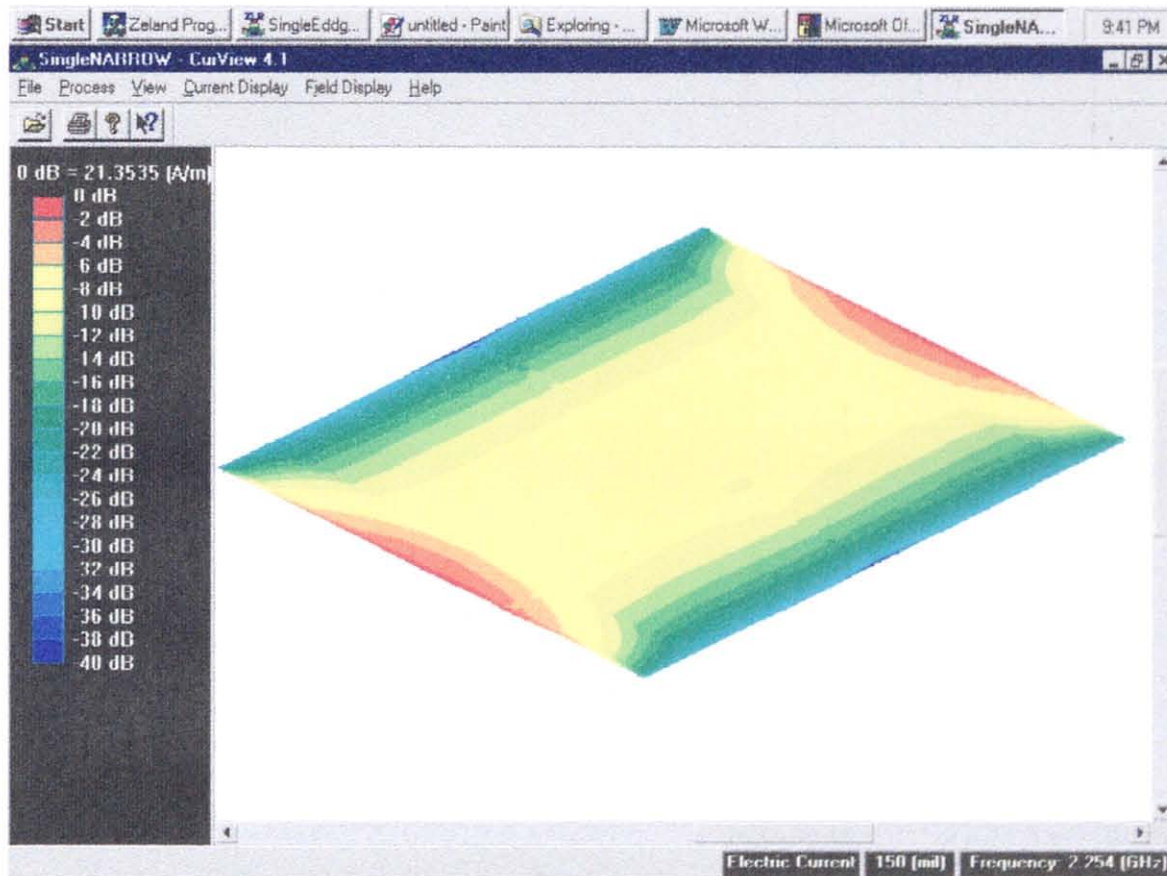 Start Zeland Prog... SingleEddg... untitled - Paint Exploring - ... Microsoft W... Microsoft Of... SingleNA... 9:41 PM
SingleNARROW - CurView 4.1
File Process View Current Display Field Display Help
0 dB = 21.3535 (A/m)
0 dB
-2 dB
-4 dB
6 dB
-8 dB
10 dB
-12 dB
14 dB
-16 dB
-18 dB
-20 dB
-22 dB
-24 dB
-26 dB
-28 dB
-30 dB
32 dB
-34 dB
-36 dB
-38 dB
-40 dB
Electric Current 150 (mil) Frequency: 2.254 (GHz)